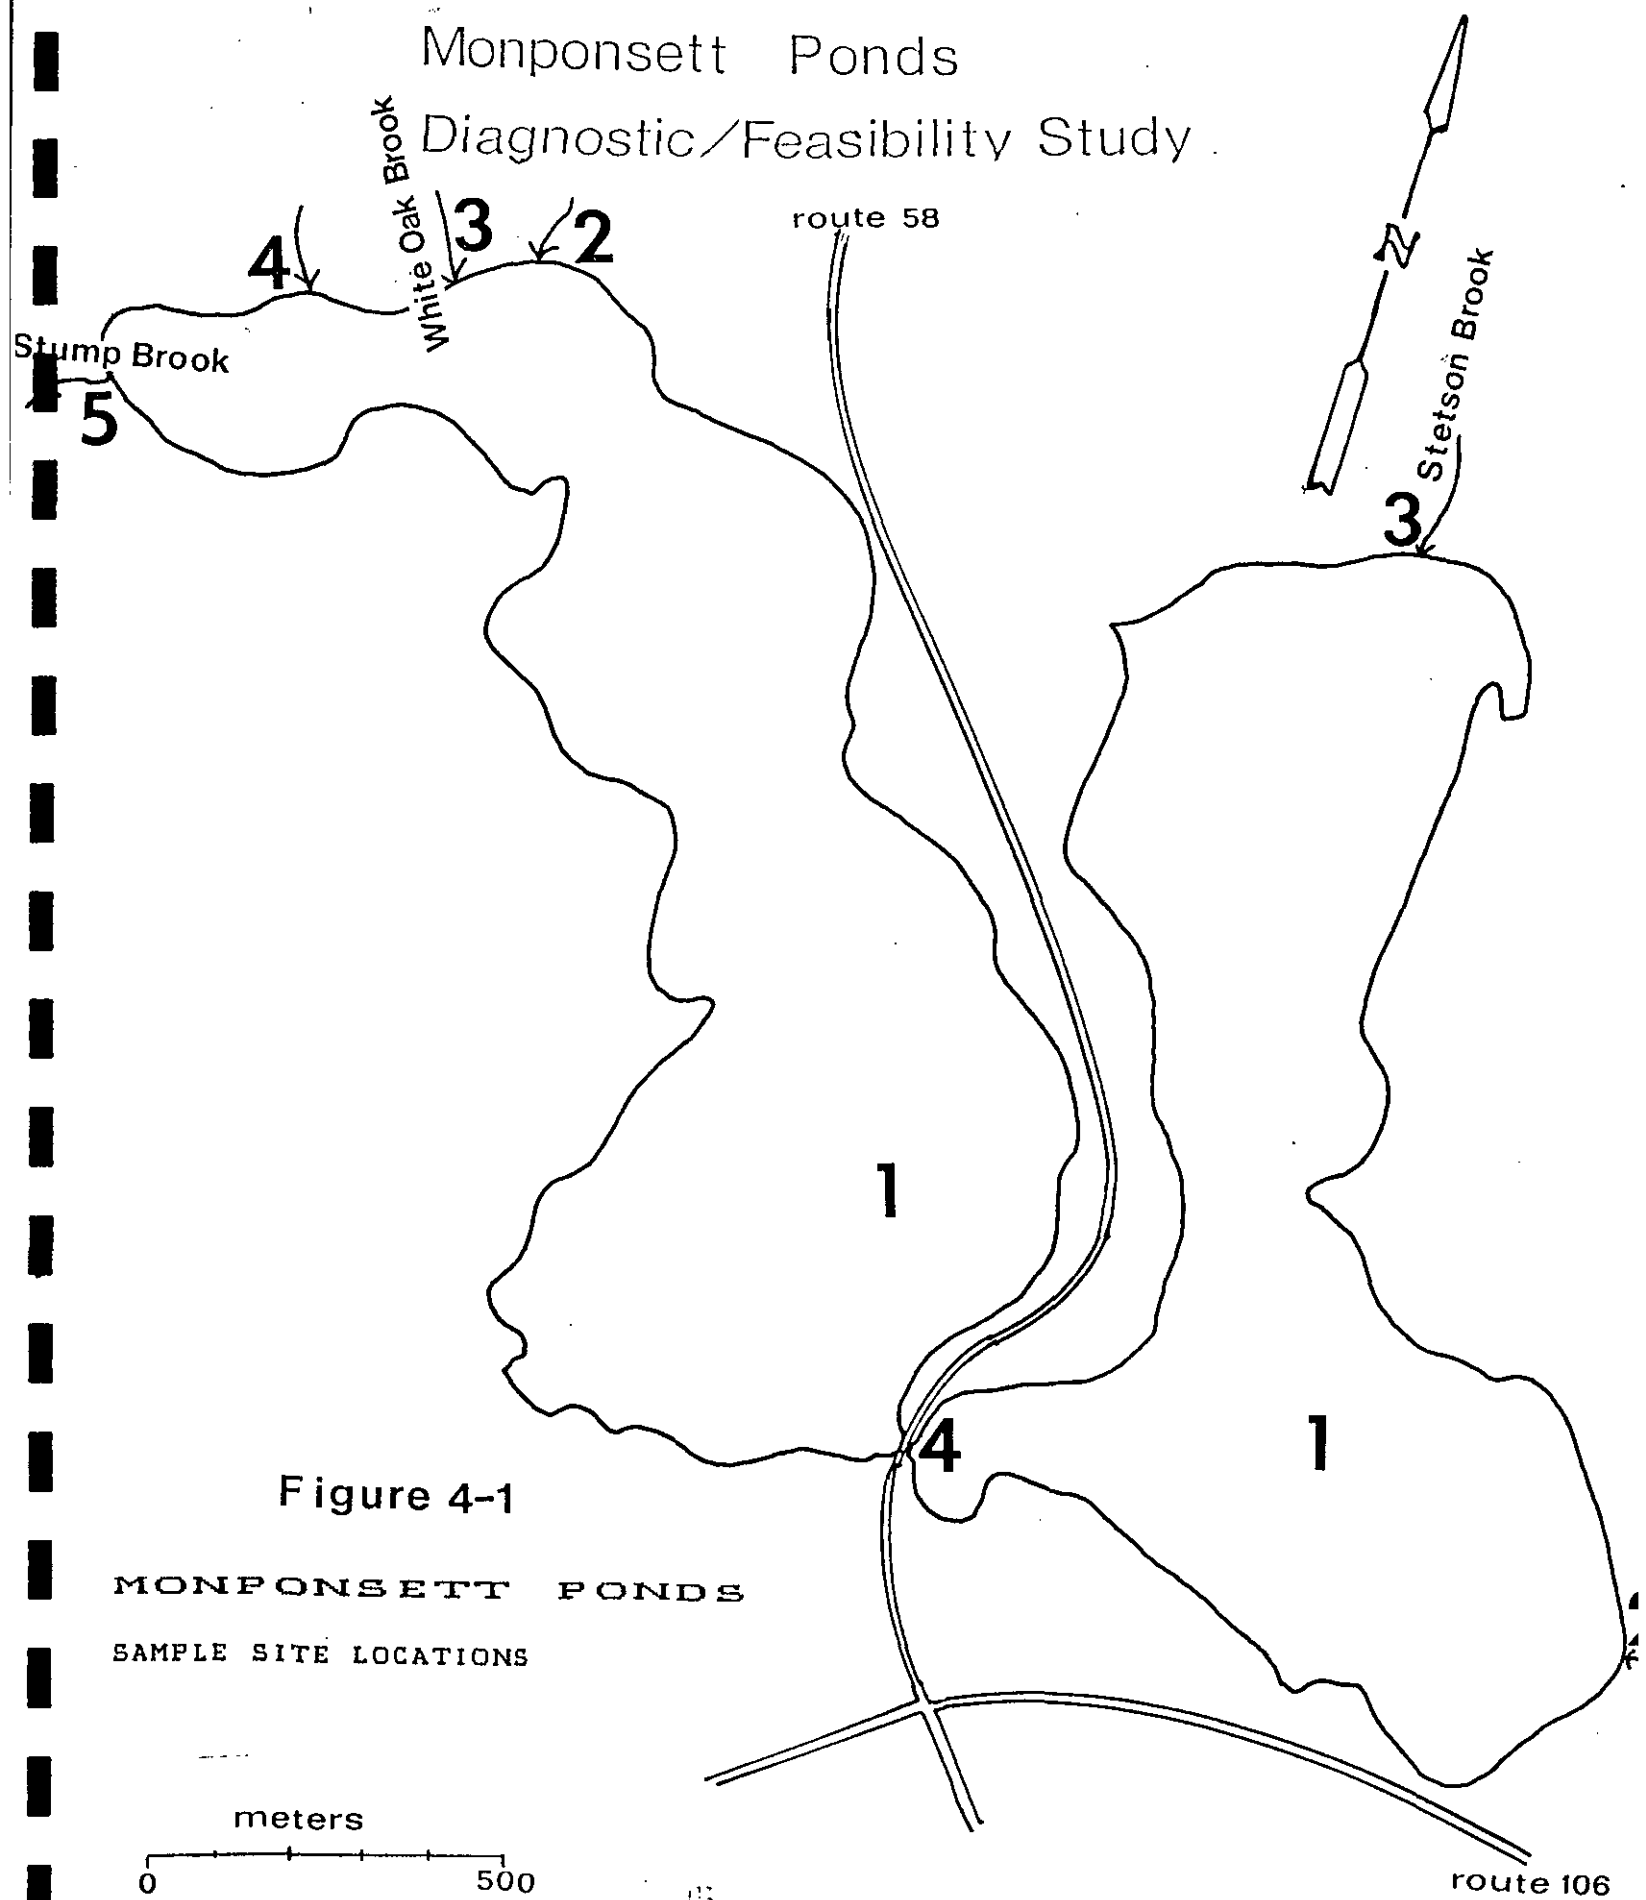 Monponsett Ponds
Diagnostic/Feasibility Study
route 58
White Oak Brook
3
2
4
Stump Brook
5
N
Stetson Brook
3
1
4
1
Figure 4-1
MONPONSETT PONDS
SAMPLE SITE LOCATIONS
meters
0 500
route 106